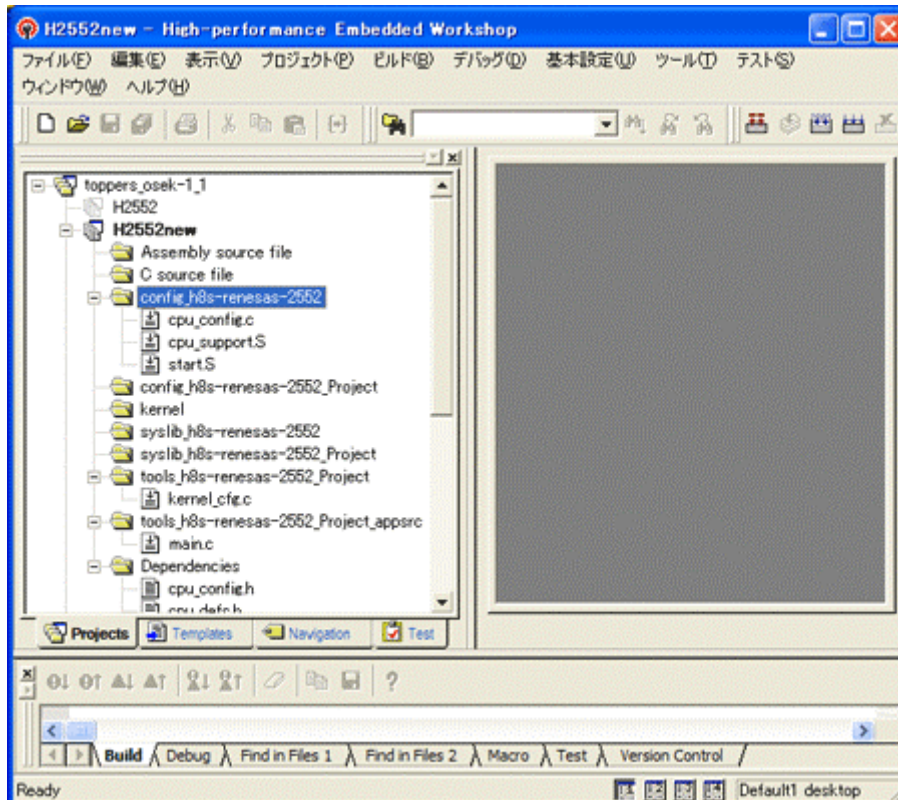 H2552new - High-performance Embedded Workshop
ファイル(F) 編集(E) 表示(V) プロジェクト(P) ビルド(B) デバッグ(D) 基本設定(U) ツール(T) テスト(S)
ウィンドウ(W) ヘルプ(H)
toppers_osek-1_1
H2552
H2552new
Assembly source file
C source file
config_h8s-renesas-2552
cpu_config.c
cpu_support.S
start.S
config_h8s-renesas-2552_Project
kernel
syslib_h8s-renesas-2552
syslib_h8s-renesas-2552_Project
tools_h8s-renesas-2552_Project
kernel_cfg.c
tools_h8s-renesas-2552_Project_appsrc
main.c
Dependencies
cpu_config.h
cpu_defs.h
Projects Templates Navigation Test
Build Debug Find in Files 1 Find in Files 2 Macro Test Version Control
Ready Default1 desktop